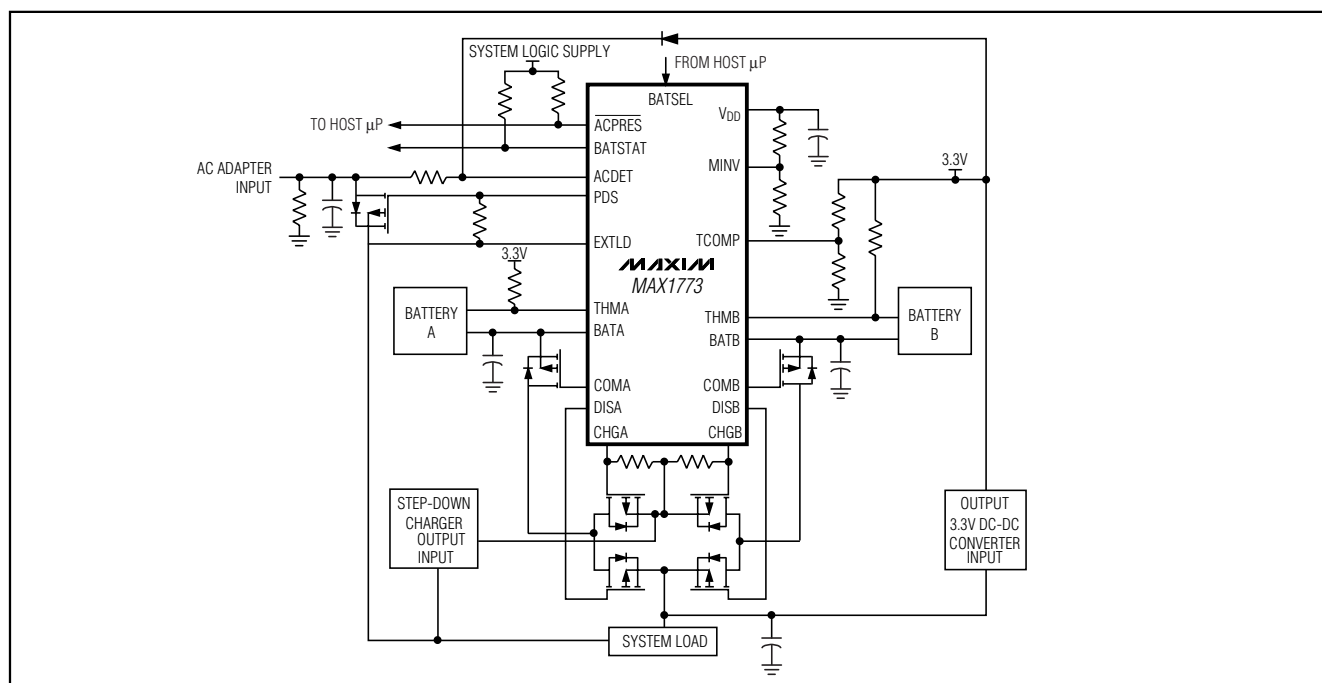 SYSTEM LOGIC SUPPLY
FROM HOST µP
BATSEL
VDD
TO HOST µP
ACPRES
BATSTAT
MINV
3.3V
AC ADAPTER
INPUT
ACDET
PDS
EXTLD
TCOMP
3.3V
MAXIM
MAX1773
BATTERY
A
THMA
BATA
THMB
BATB
BATTERY
B
COMA
COMB
DISA
DISB
CHGA
CHGB
STEP-DOWN
CHARGER
OUTPUT
INPUT
OUTPUT
3.3V DC-DC
CONVERTER
INPUT
SYSTEM LOAD